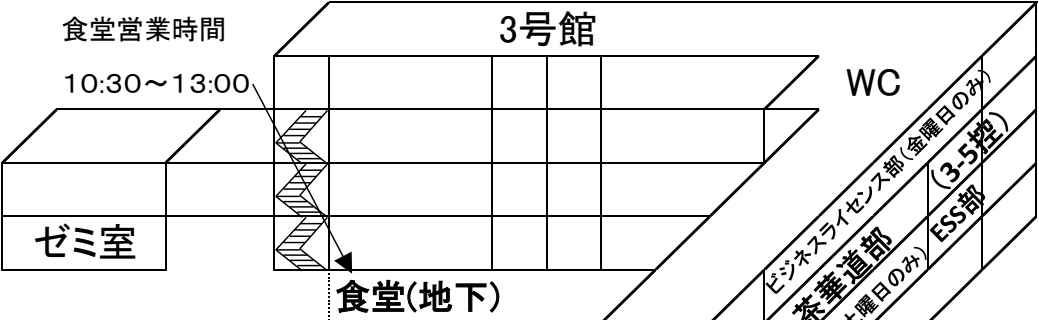 食堂営業時間
10:30～13:00
3号館
WC
ビジネスライセンス部(金曜日のみ)
(3-5控)
茶華道部
ESS部
曜日のみ)
ゼミ室
食堂(地下)